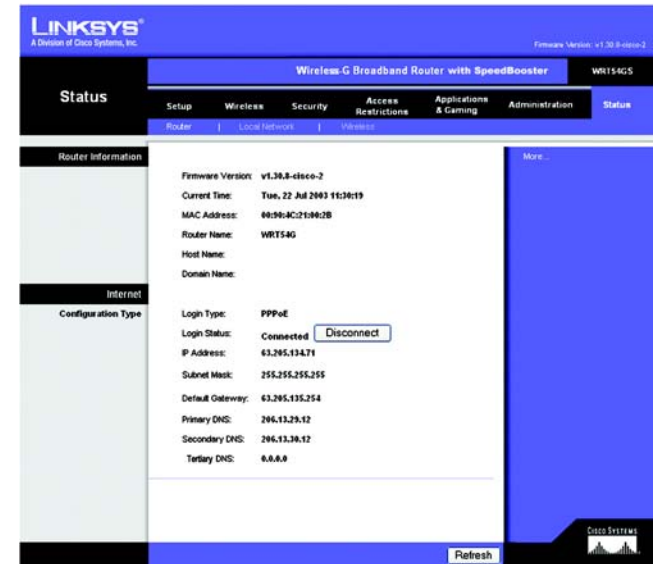 LINKSYS®
A Division of Cisco Systems, Inc.
Firmware Version: v1.30.8-cisco-2
Wireless-G Broadband Router with SpeedBooster
WRT54GS
Status
Setup Wireless Security Access Restrictions Applications & Gaming Administration Status
Router | Local Network | Wireless
Router Information
More...
Firmware Version: v1.30.8-cisco-2
Current Time: Tue, 22 Jul 2003 11:30:19
MAC Address: 00:90:4C:21:00:2B
Router Name: WRT54G
Host Name:
Domain Name:
Internet
Configuration Type
Login Type: PPPoE
Login Status: Connected Disconnect
IP Address: 63.205.134.71
Subnet Mask: 255.255.255.255
Default Gateway: 63.205.135.254
Primary DNS: 206.13.29.12
Secondary DNS: 206.13.30.12
Tertiary DNS: 0.0.0.0
Refresh
CISCO SYSTEMS